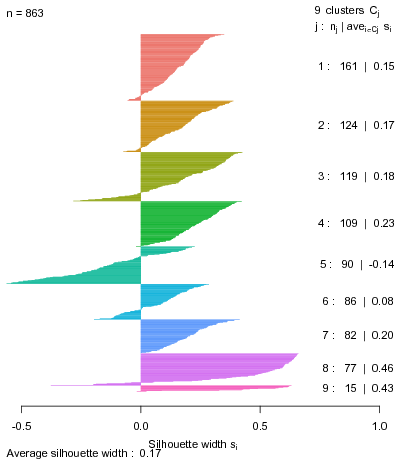 n = 863
9 clusters Cj
j : nj | avei∈Cj si
1 : 161 | 0.15
2 : 124 | 0.17
3 : 119 | 0.18
4 : 109 | 0.23
5 : 90 | -0.14
6 : 86 | 0.08
7 : 82 | 0.20
8 : 77 | 0.46
9 : 15 | 0.43
-0.5 0.0 0.5 1.0
Silhouette width si
Average silhouette width : 0.17